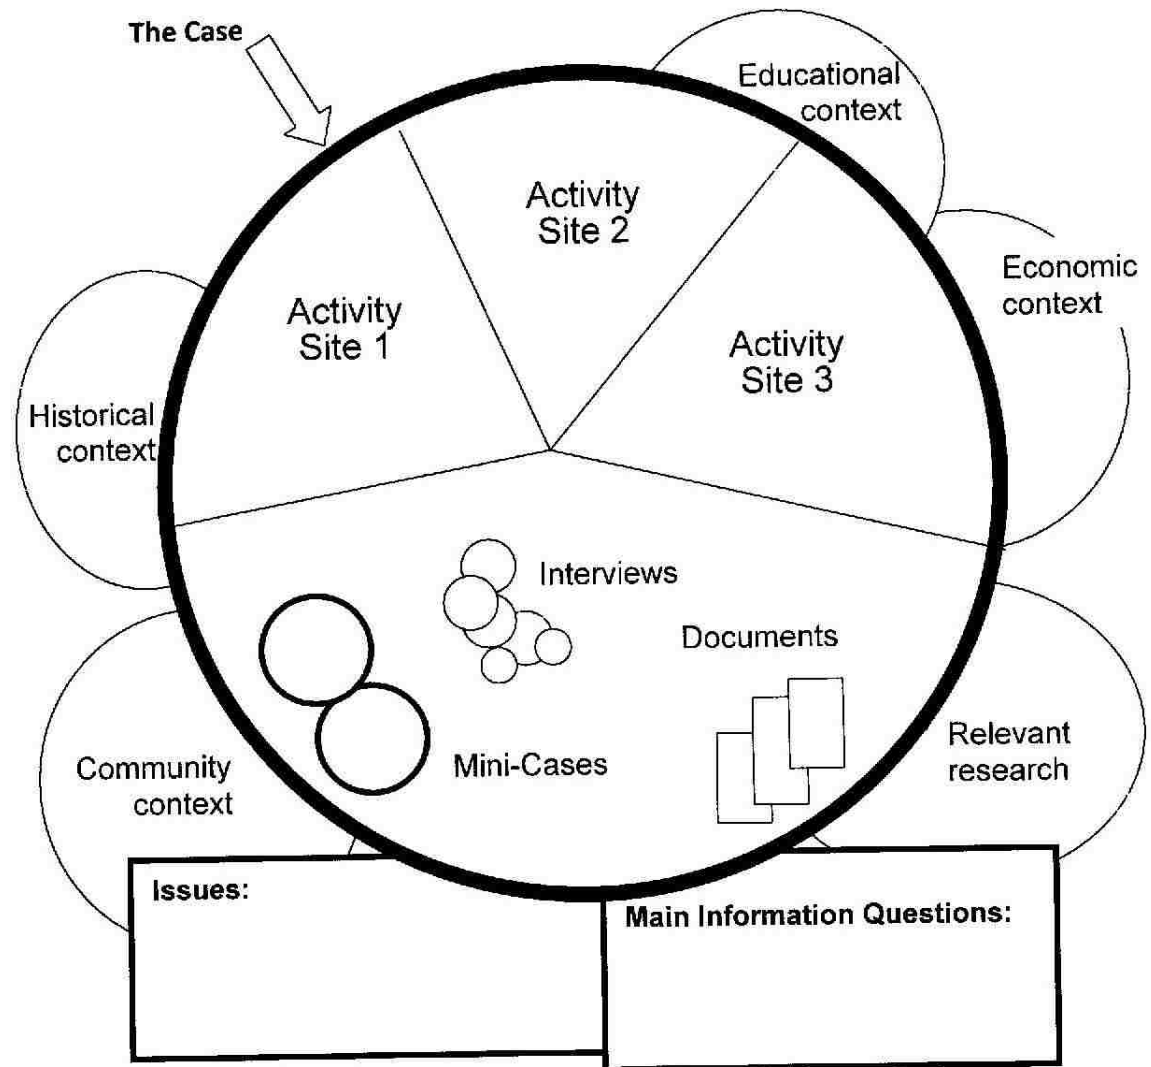 The Case
Educational
context
Activity
Site 2
Economic
context
Activity
Site 1
Activity
Site 3
Historical
context
Interviews
Documents
Mini-Cases
Community
context
Relevant
research
Issues:
Main Information Questions: